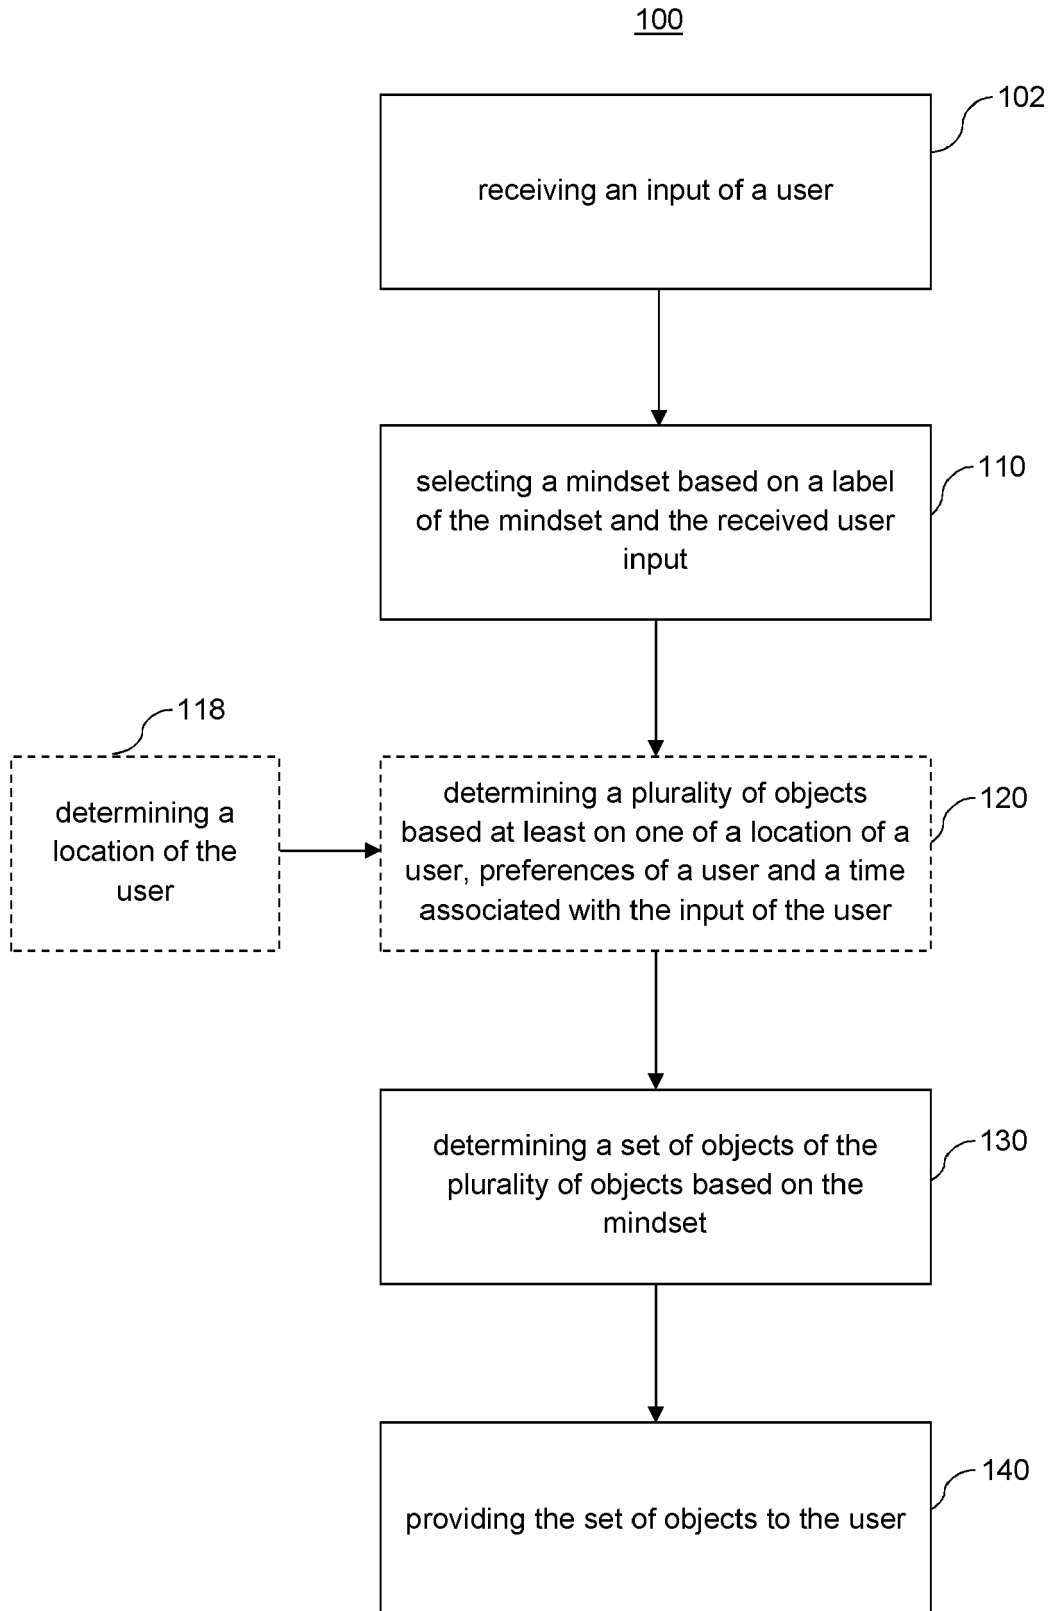 100
102
receiving an input of a user
110
selecting a mindset based on a label
of the mindset and the received user
input
118
determining a
location of the
user
120
determining a plurality of objects
based at least on one of a location of a
user, preferences of a user and a time
associated with the input of the user
130
determining a set of objects of the
plurality of objects based on the
mindset
140
providing the set of objects to the user